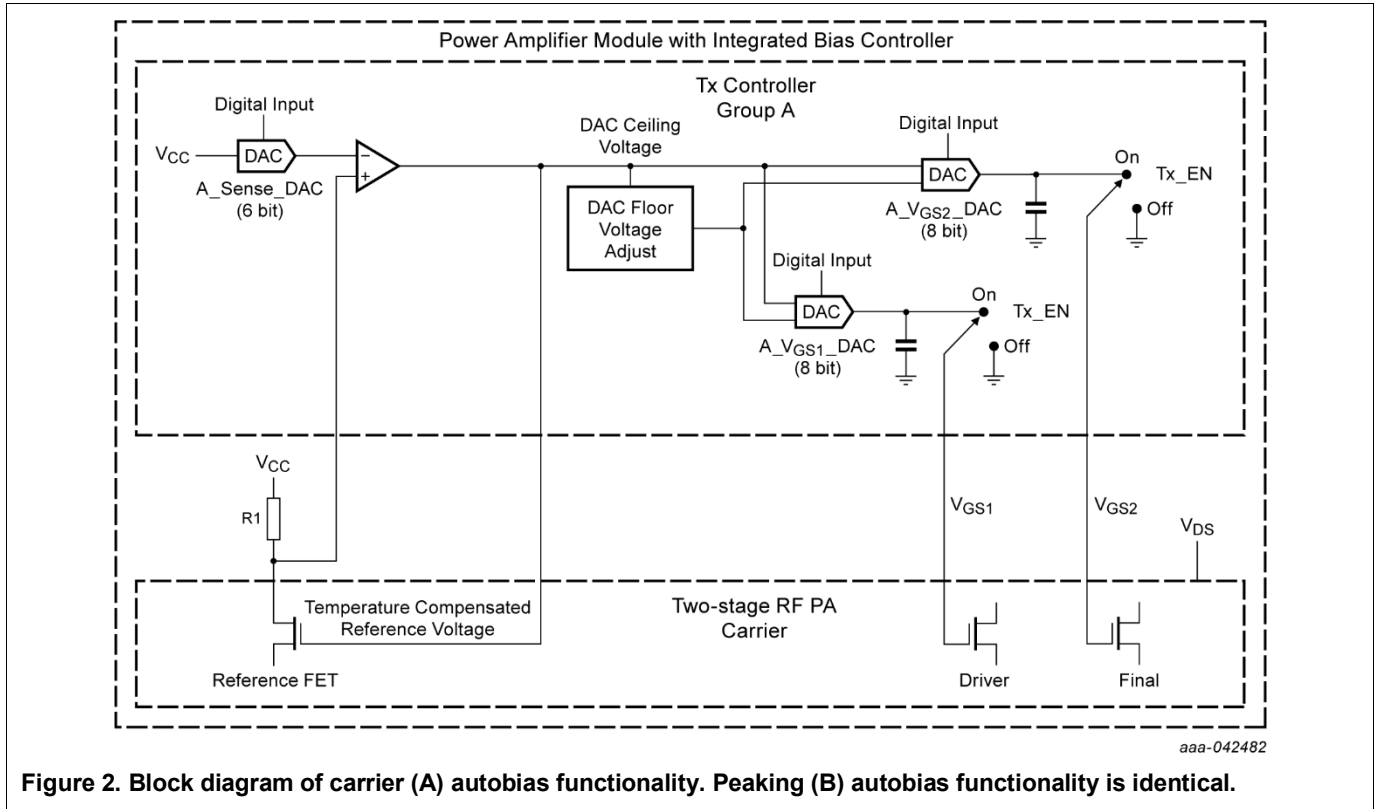 Power Amplifier Module with Integrated Bias Controller
Tx Controller
Group A
Digital Input
VCC
DAC
A_Sense_DAC
(6 bit)
−
+
DAC Ceiling
Voltage
DAC Floor
Voltage
Adjust
Digital Input
DAC
A_VGS2_DAC
(8 bit)
On
Tx_EN
Off
Digital Input
DAC
A_VGS1_DAC
(8 bit)
On
Tx_EN
Off
VCC
R1
VGS1
VGS2
VDS
Temperature Compensated
Reference Voltage
Two-stage RF PA
Carrier
Reference FET
Driver
Final
aaa-042482
Figure 2. Block diagram of carrier (A) autobias functionality. Peaking (B) autobias functionality is identical.